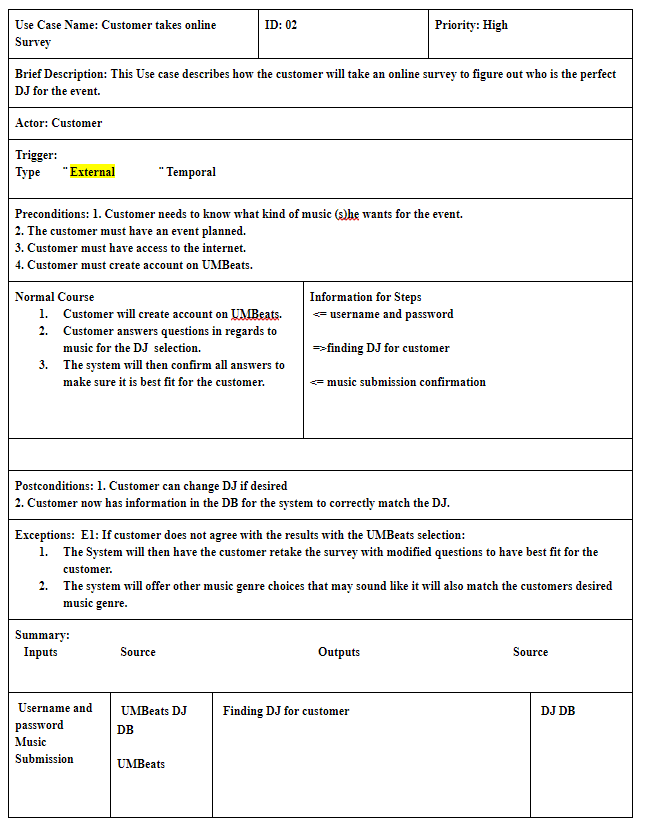 Use Case Name: Customer takes online
Survey
ID: 02
Priority: High
Brief Description: This Use case describes how the customer will take an online survey to figure out who is the perfect
DJ for the event.
Actor: Customer
Trigger:
Type " External " Temporal
Preconditions: 1. Customer needs to know what kind of music (s)he wants for the event.
2. The customer must have an event planned.
3. Customer must have access to the internet.
4. Customer must create account on UMBeats.
Normal Course
1. Customer will create account on UMBeats.
2. Customer answers questions in regards to
music for the DJ selection.
3. The system will then confirm all answers to
make sure it is best fit for the customer.
Information for Steps
<= username and password
=>finding DJ for customer
<= music submission confirmation
Postconditions: 1. Customer can change DJ if desired
2. Customer now has information in the DB for the system to correctly match the DJ.
Exceptions: E1: If customer does not agree with the results with the UMBeats selection:
1. The System will then have the customer retake the survey with modified questions to have best fit for the
customer.
2. The system will offer other music genre choices that may sound like it will also match the customers desired
music genre.
Summary:
Inputs Source Outputs Source
Username and
password
Music
Submission
UMBeats DJ
DB
UMBeats
Finding DJ for customer
DJ DB